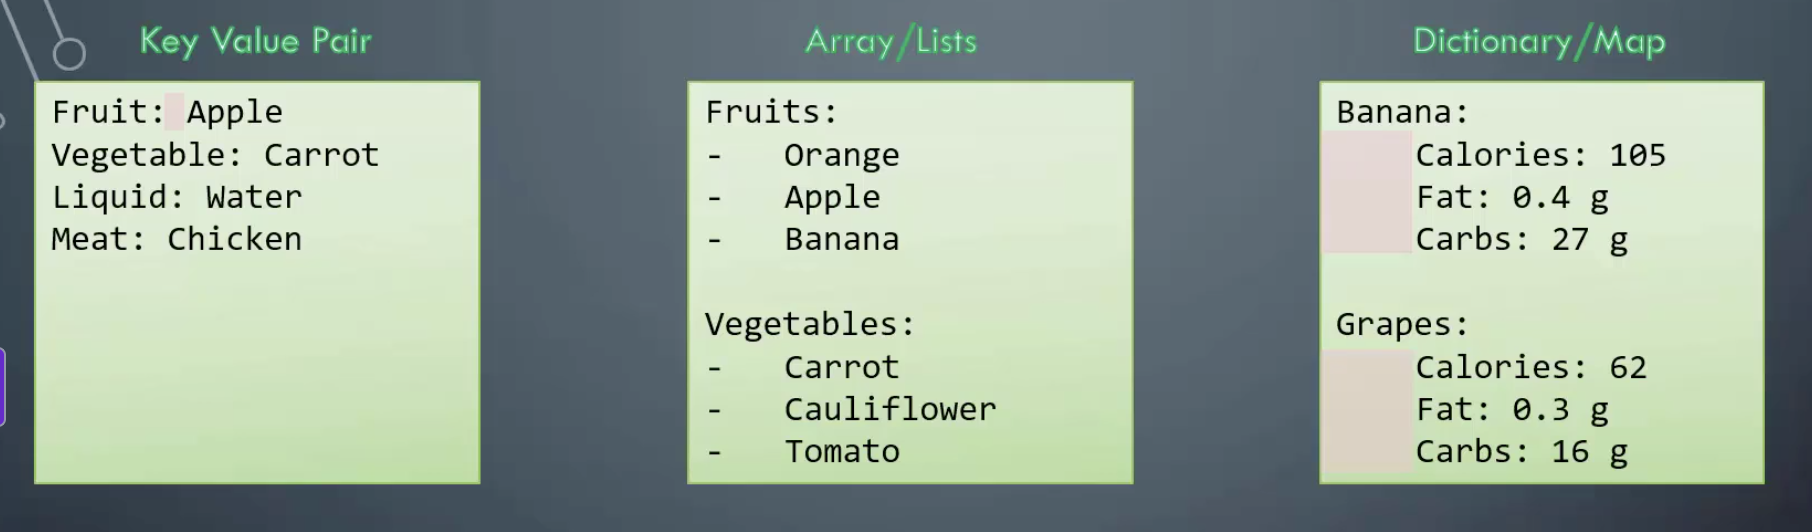 Key Value Pair
Fruit: Apple
Vegetable: Carrot
Liquid: Water
Meat: Chicken
Array/Lists
Fruits:
- Orange
- Apple
- Banana
Vegetables:
- Carrot
- Cauliflower
- Tomato
Dictionary/Map
Banana:
Calories: 105
Fat: 0.4 g
Carbs: 27 g
Grapes:
Calories: 62
Fat: 0.3 g
Carbs: 16 g